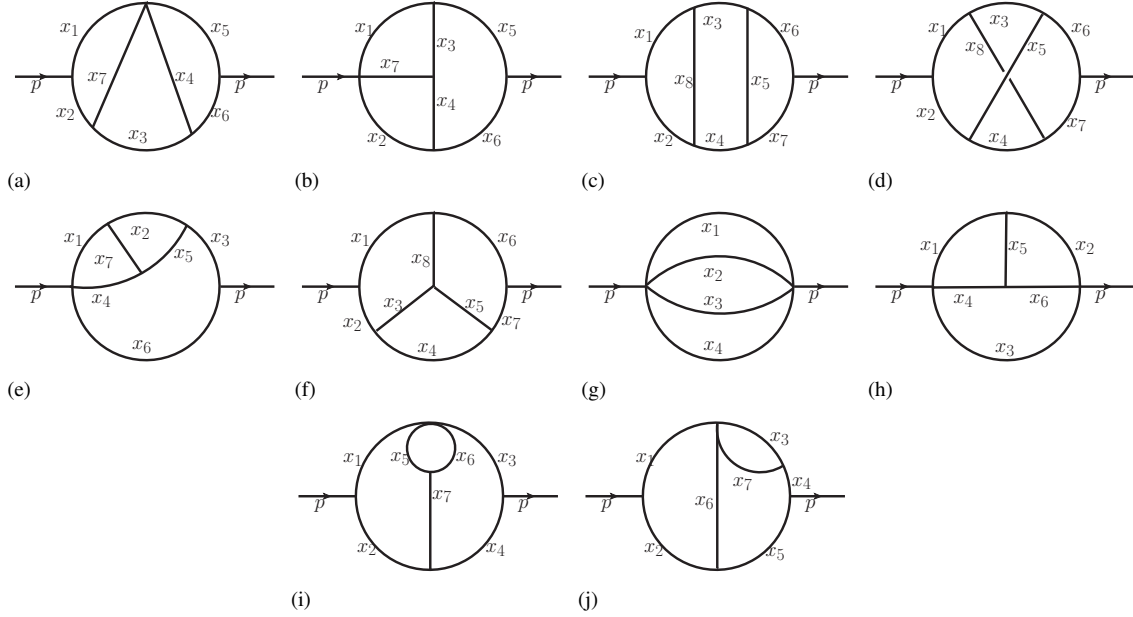 x₁ x₅ x₇ x₄ p p x₂ x₆ x₃
(a)
x₁ x₅ x₃ x₇ p p x₄ x₂ x₆
(b)
x₃ x₁ x₆ x₈ x₅ p p x₂ x₄ x₇
(c)
x₃ x₁ x₆ x₈ x₅ p p x₂ x₇ x₄
(d)
x₂ x₁ x₃ x₅ x₇ p x₄ p x₆
(e)
x₁ x₆ x₈ p p x₃ x₅ x₂ x₇ x₄
(f)
x₁ x₂ p p x₃ x₄
(g)
x₁ x₂ x₅ p x₄ x₆ p x₃
(h)
x₁ x₅ x₆ x₃ x₇ p p x₂ x₄
(i)
x₃ x₁ x₇ x₄ x₆ p p x₂ x₅
(j)